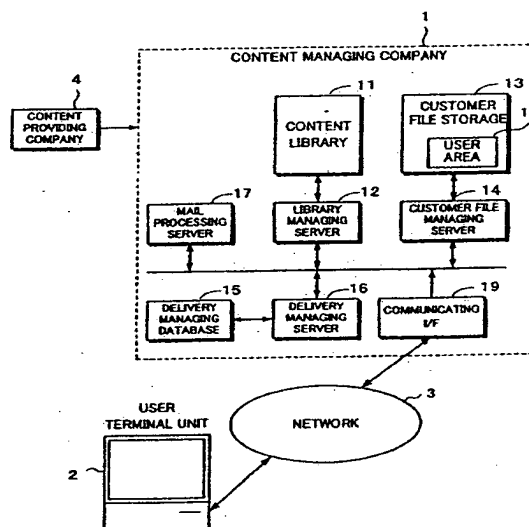 1
CONTENT MANAGING COMPANY
4
CONTENT
PROVIDING
COMPANY
11
CONTENT
LIBRARY
13
CUSTOMER
FILE STORAGE
USER
AREA
17
MAIL
PROCESSING
SERVER
12
LIBRARY
MANAGING
SERVER
14
CUSTOMER FILE
MANAGING
SERVER
15
DELIVERY
MANAGING
DATABASE
16
DELIVERY
MANAGING
SERVER
19
COMMUNICATING
I/F
USER
TERMINAL UNIT
2
NETWORK
3